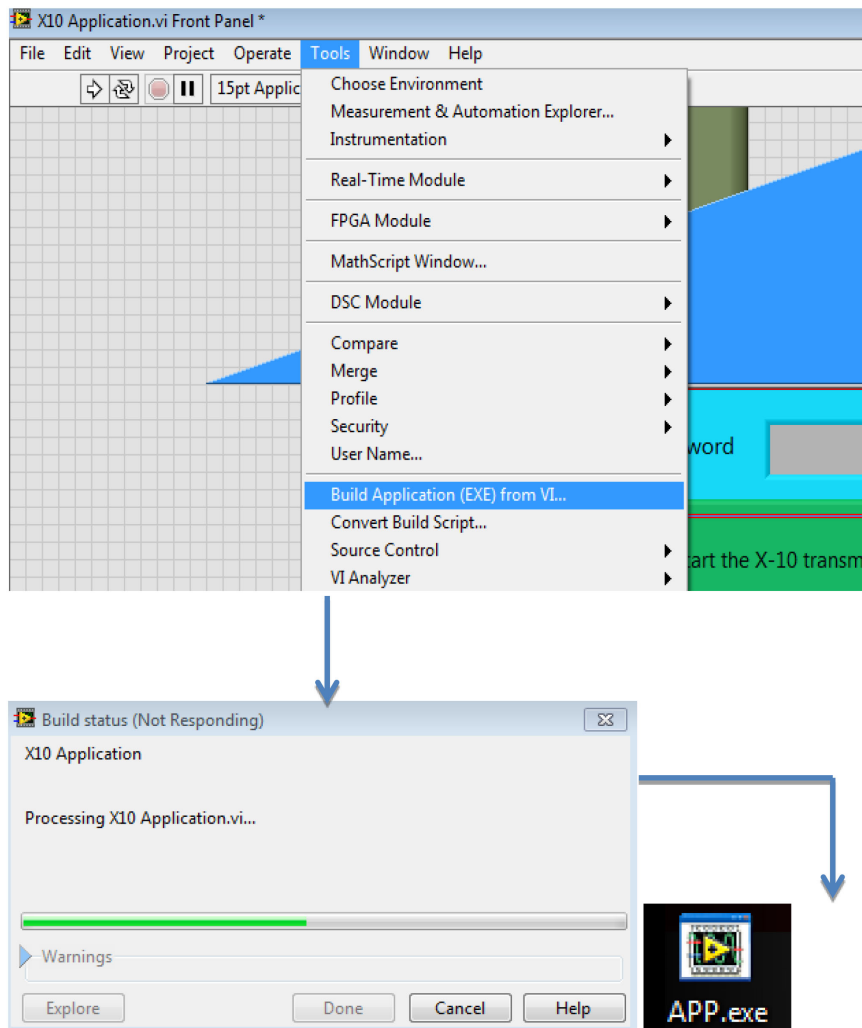 X10 Application.vi Front Panel *
File Edit View Project Operate Tools Window Help
15pt Applic
Choose Environment
Measurement & Automation Explorer...
Instrumentation
Real-Time Module
FPGA Module
MathScript Window...
DSC Module
Compare
Merge
Profile
Security
word
User Name...
Build Application (EXE) from VI...
Convert Build Script...
Source Control
tart the X-10 transm
VI Analyzer
Build status (Not Responding)
X10 Application
Processing X10 Application.vi...
Warnings
Explore Done Cancel Help
APP.exe